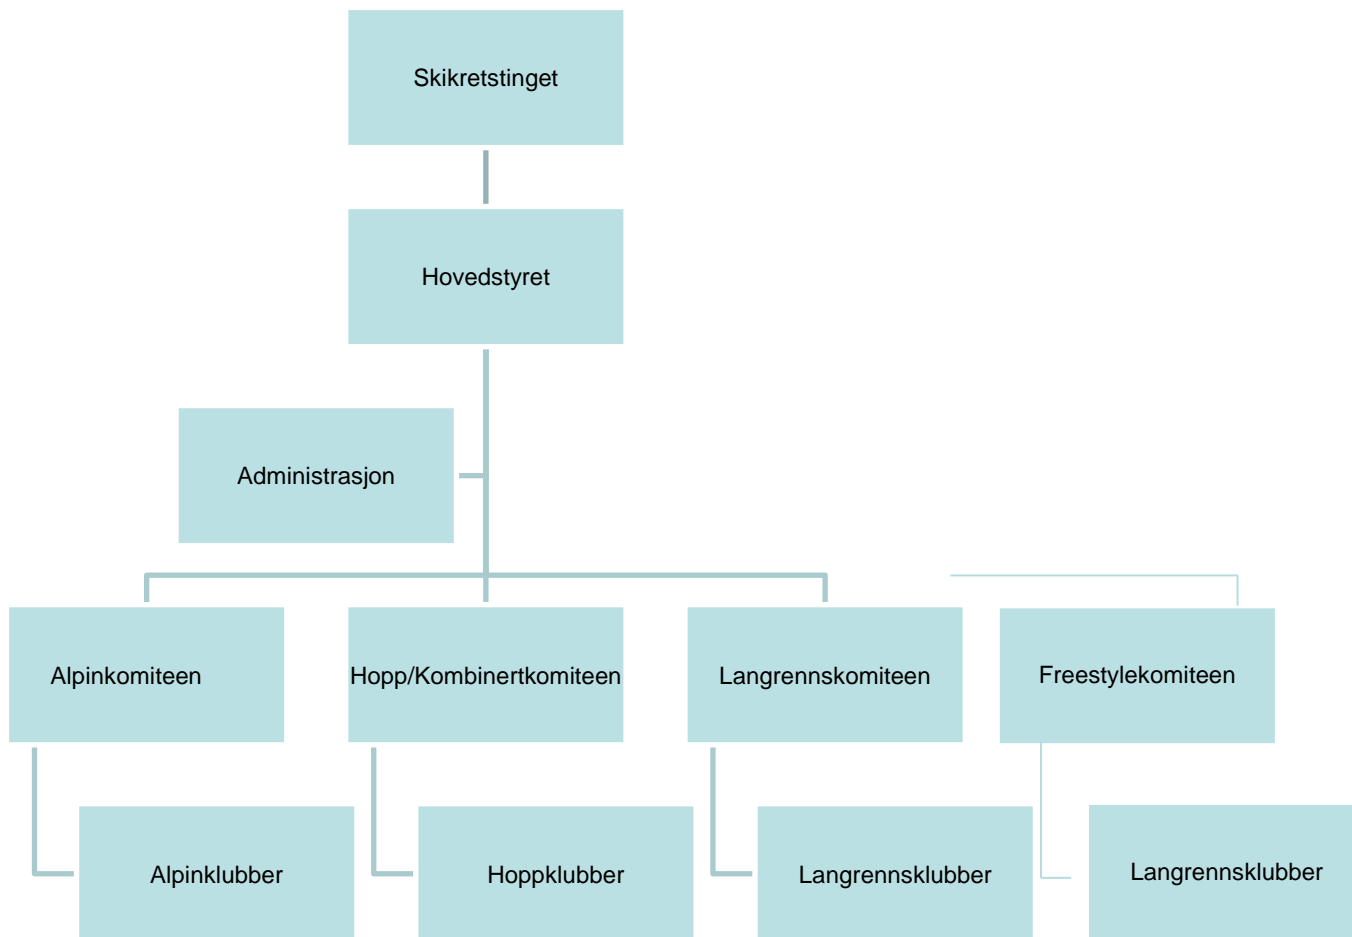 Skikretstinget
Hovedstyret
Administrasjon
Alpinkomiteen
Hopp/Kombinertkomiteen
Langrennskomiteen
Freestylekomiteen
Alpinklubber
Hoppklubber
Langrennsklubber
Langrennsklubber